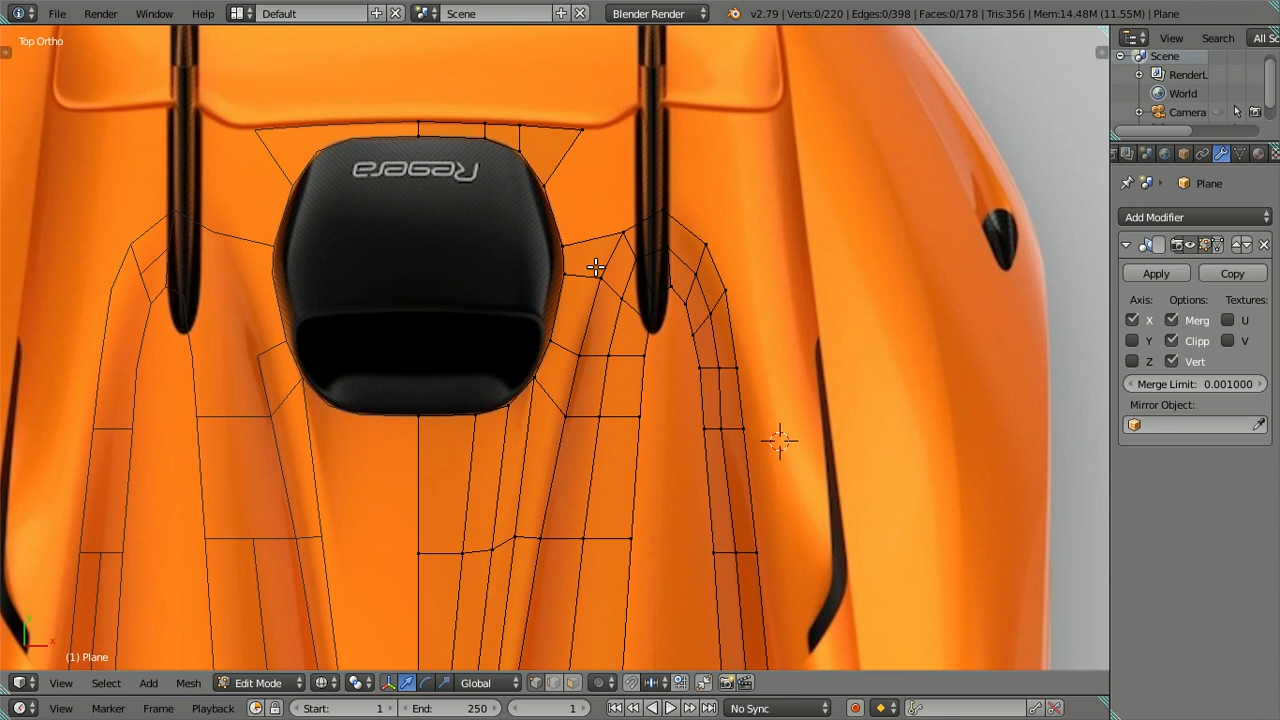 File Render Window Help Default Scene Blender Render v2.79 | Verts:0/220 | Edges:0/398 | Faces:0/178 | Tris:356 | Mem:14.48M (11.55M) | Plane
Top Ortho
View Search All Sc
Scene
RenderL
World
Camera
Regera
Plane
Add Modifier
Apply Copy
Axis: Options: Textures:
X Merg U
Y Clipp V
Z Vert
Merge Limit: 0.001000
Mirror Object:
y
x
(1) Plane
View Select Add Mesh Edit Mode Global
View Marker Frame Playback Start: 1 End: 250 1 No Sync